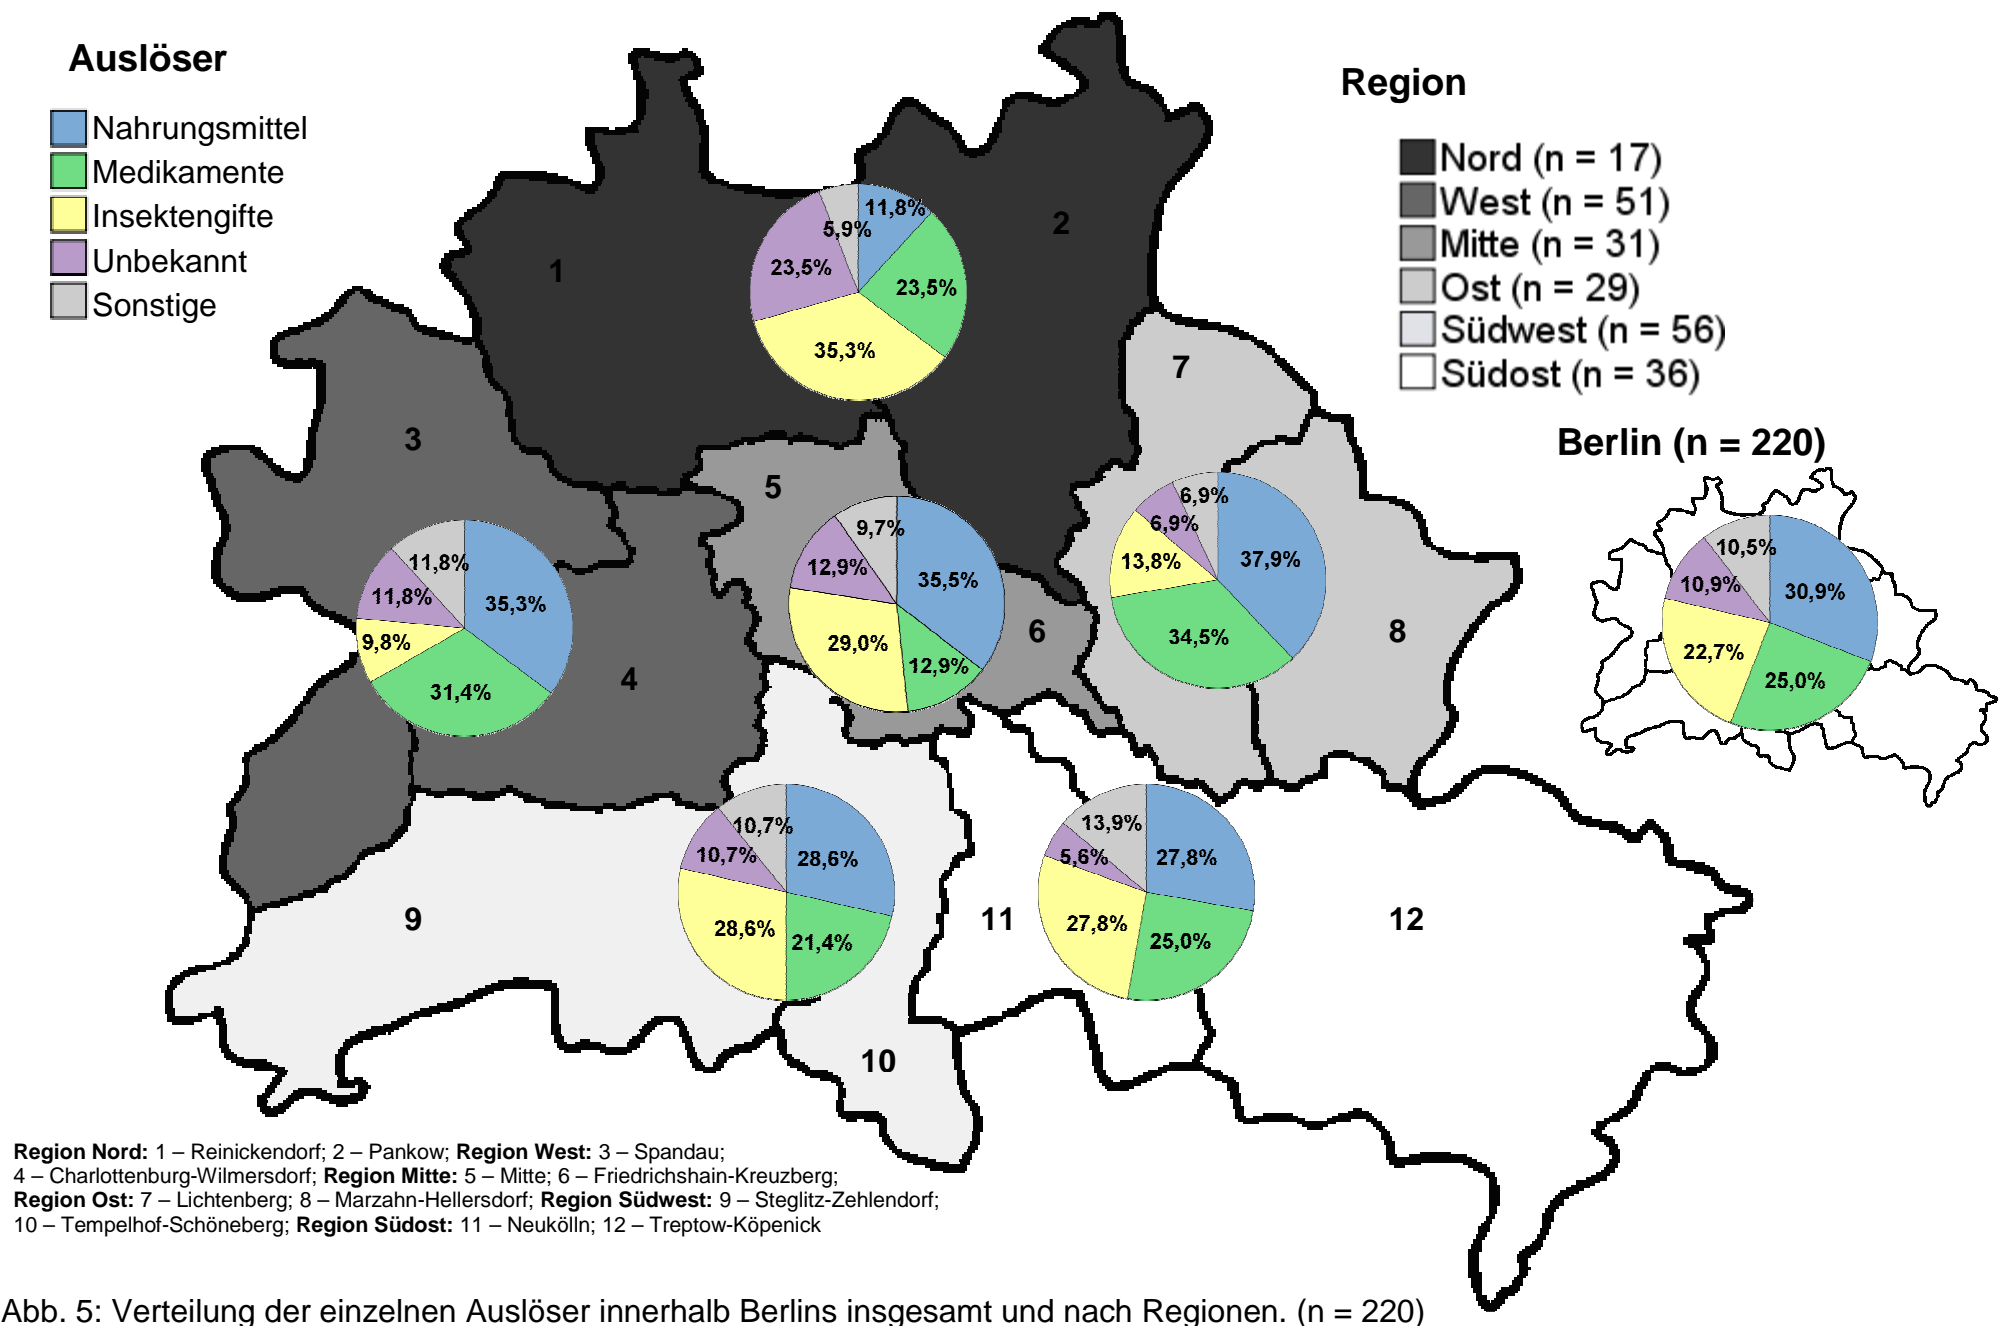 Auslöser
Nahrungsmittel
Medikamente
Insektengifte
Unbekannt
Sonstige
Region
Nord (n = 17)
West (n = 51)
Mitte (n = 31)
Ost (n = 29)
Südwest (n = 56)
Südost (n = 36)
Berlin (n = 220)
10,5%
30,9%
10,9%
22,7%
25,0%
1
2
11,8%
5,9%
23,5%
23,5%
35,3%
3
4
11,8%
35,3%
11,8%
9,8%
31,4%
5
6
9,7%
35,5%
12,9%
29,0%
12,9%
7
8
6,9%
6,9%
37,9%
13,8%
34,5%
9
10
10,7%
28,6%
10,7%
28,6%
21,4%
11
12
13,9%
27,8%
5,6%
27,8%
25,0%
Region Nord: 1 – Reinickendorf; 2 – Pankow; Region West: 3 – Spandau;
4 – Charlottenburg-Wilmersdorf; Region Mitte: 5 – Mitte; 6 – Friedrichshain-Kreuzberg;
Region Ost: 7 – Lichtenberg; 8 – Marzahn-Hellersdorf; Region Südwest: 9 – Steglitz-Zehlendorf;
10 – Tempelhof-Schöneberg; Region Südost: 11 – Neukölln; 12 – Treptow-Köpenick
Abb. 5: Verteilung der einzelnen Auslöser innerhalb Berlins insgesamt und nach Regionen. (n = 220)